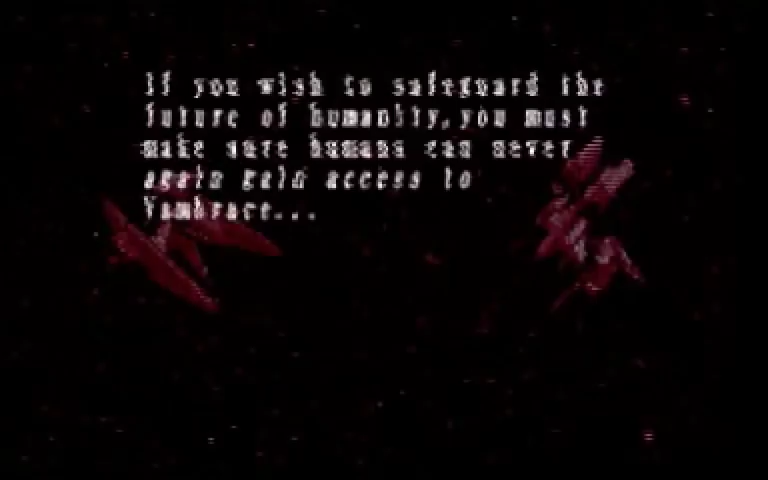 If you wish to safeguard the
future of humanity,you must
make sure humans can never
again gain access to
Vambrace...